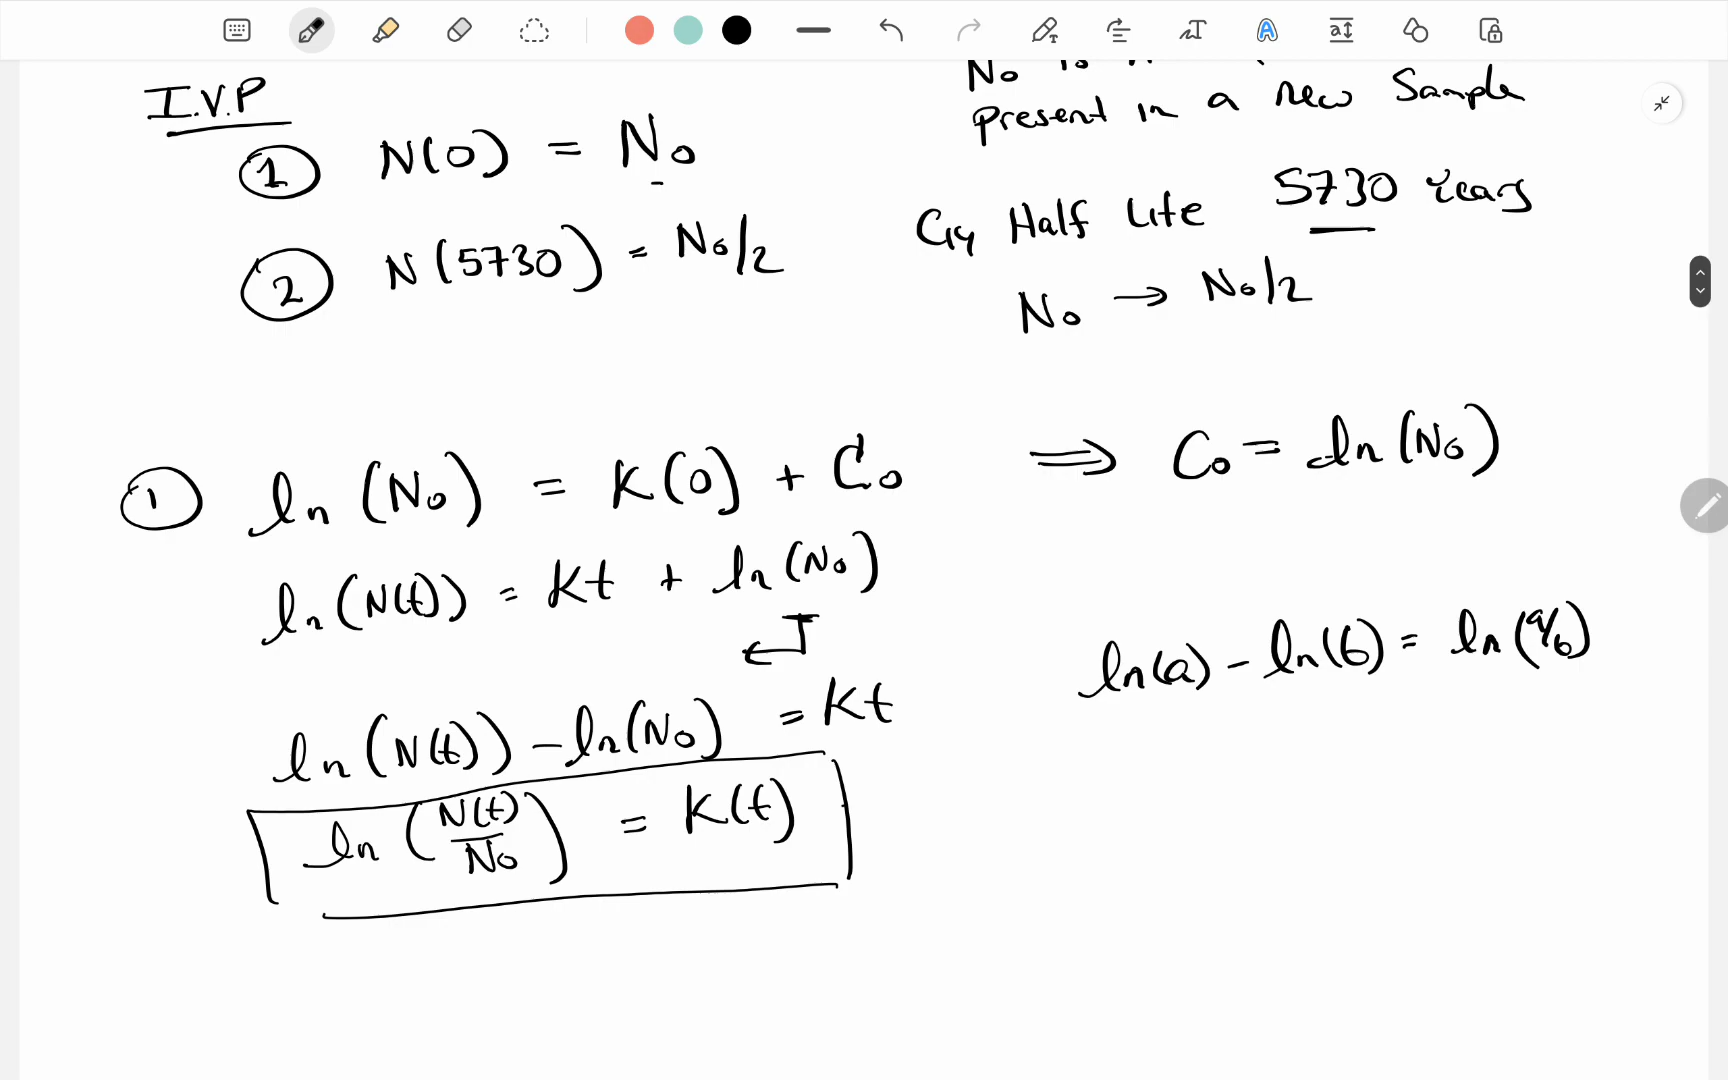 No is
present in a new Sample
I.V.P
① N(0) = No
C14 Half Life 5730 Years
② N(5730) = No/2
No → No/2
① ln(No) = K(0) + Co ⟹ Co = ln(No)
ln(N(t)) = Kt + ln(No)
ln(a) - ln(b) = ln(a/b)
ln(N(t)) - ln(No) = Kt
ln(N(t)/No) = K(t)